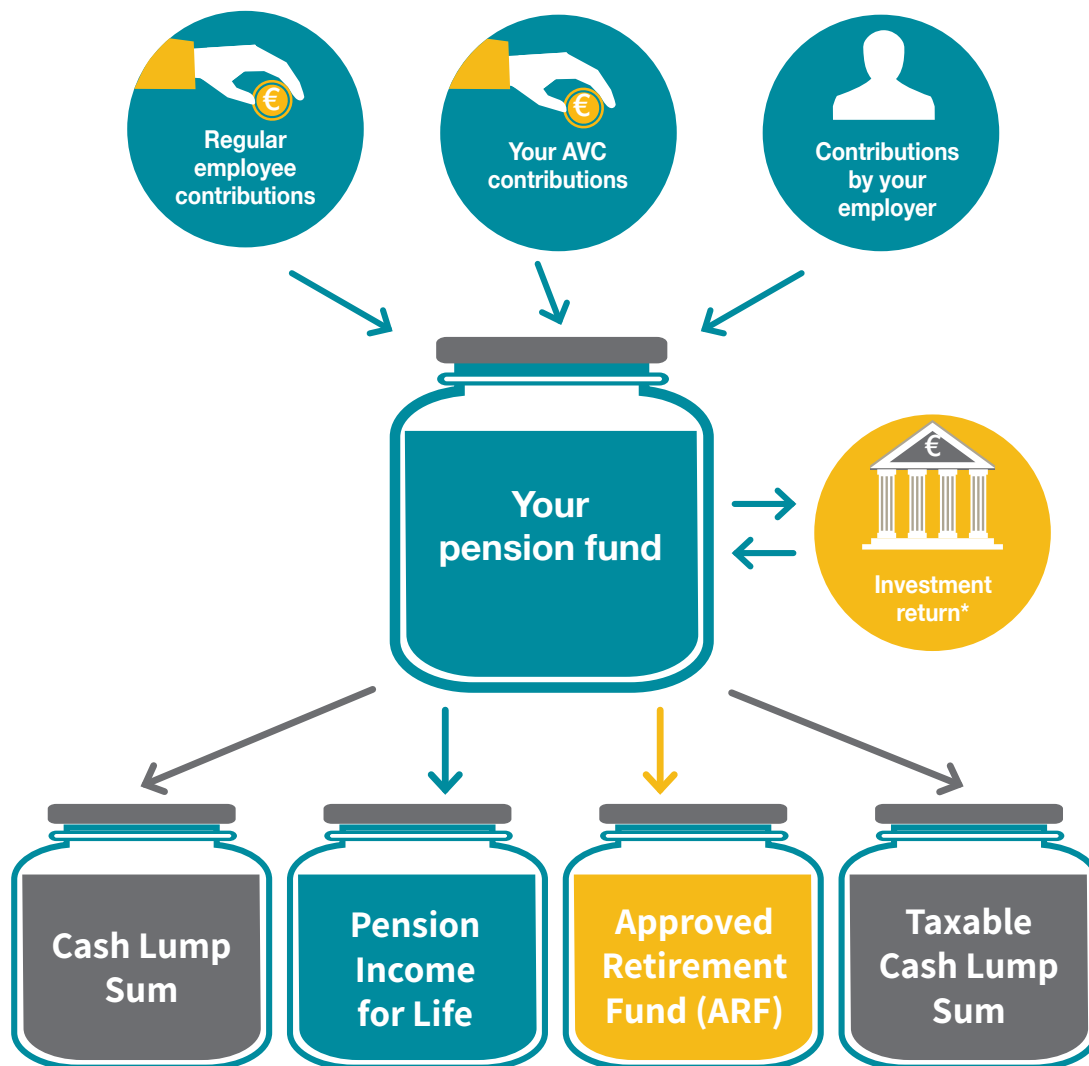 €
Regular
employee
contributions
€
Your AVC
contributions
Contributions
by your
employer
Your
pension fund
€
Investment
return*
Cash Lump
Sum
Pension
Income
for Life
Approved
Retirement
Fund (ARF)
Taxable
Cash Lump
Sum